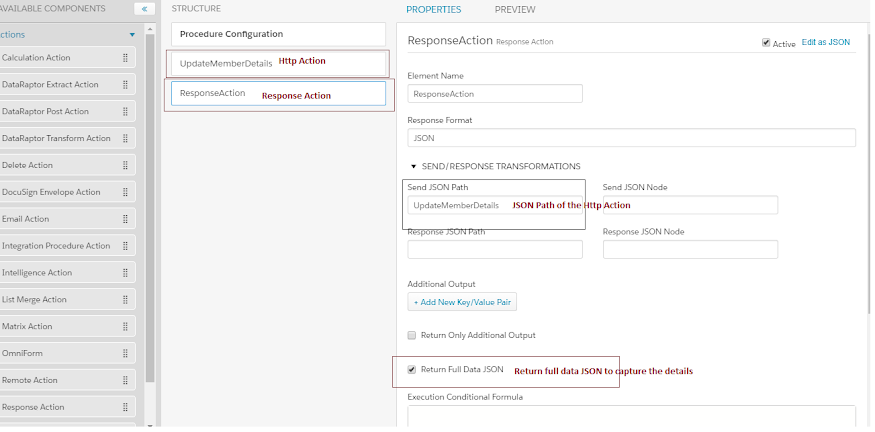 AVAILABLE COMPONENTS
«
ctions
Calculation Action
DataRaptor Extract Action
DataRaptor Post Action
DataRaptor Transform Action
Delete Action
DocuSign Envelope Action
Email Action
Integration Procedure Action
Intelligence Action
List Merge Action
Matrix Action
OmniForm
Remote Action
Response Action
STRUCTURE
Procedure Configuration
UpdateMemberDetails Http Action
ResponseAction Response Action
PROPERTIES PREVIEW
ResponseAction Response Action
Active Edit as JSON
Element Name
ResponseAction
Response Format
JSON
SEND/RESPONSE TRANSFORMATIONS
Send JSON Path Send JSON Node
UpdateMemberDetails JSON Path of the Http Action
Response JSON Path Response JSON Node
Additional Output
+ Add New Key/Value Pair
Return Only Additional Output
Return Full Data JSON Return full data JSON to capture the details
Execution Conditional Formula